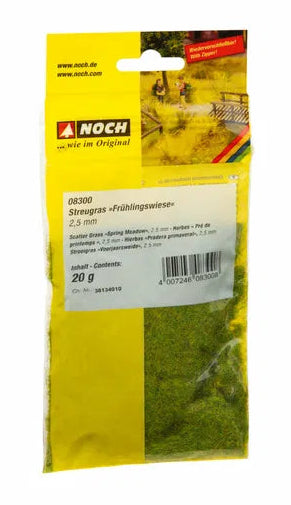 www.noch.de
www.noch.com
Wiederverschließbar!
With Zipper!
NOCH
... wie im Original
08300
Streugras »Frühlingswiese«
2,5 mm
Scatter Grass »Spring Meadow«, 2.5 mm • Herbes « Pré de
printemps », 2,5 mm • Hierbas «Pradera primaveral», 2,5 mm
Strooigras «Voorjaarsweide», 2,5 mm
Inhalt - Contents:
20 g
4 007246 083008